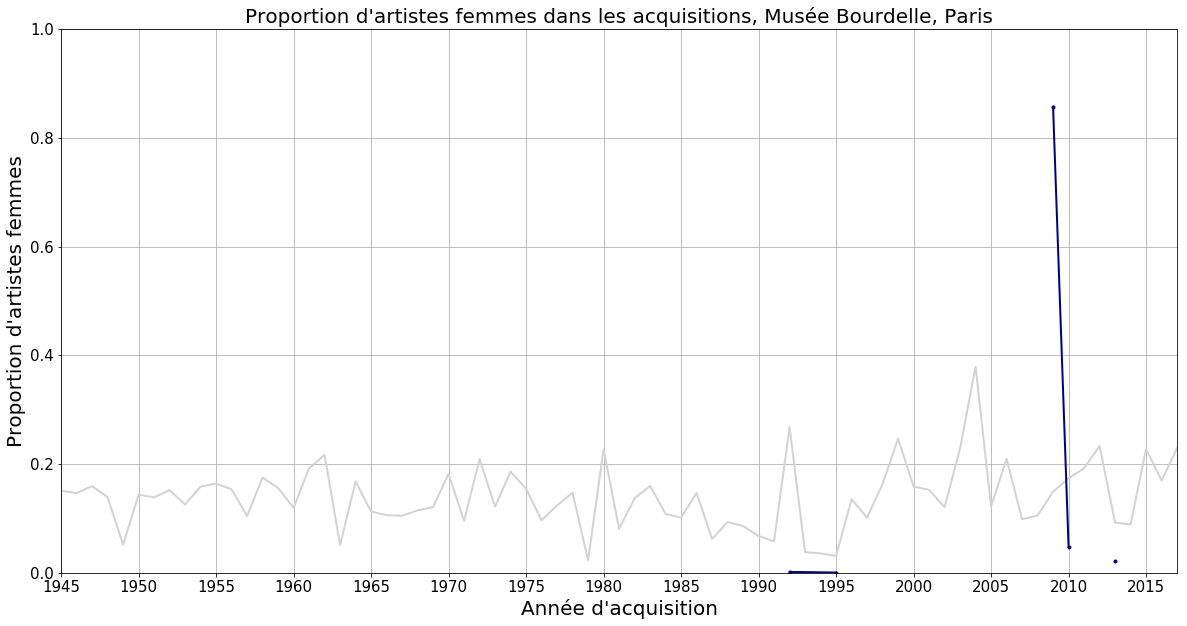 Proportion d'artistes femmes dans les acquisitions, Musée Bourdelle, Paris
1.0
0.8
0.6
0.4
0.2
0.0
Proportion d'artistes femmes
1945 1950 1955 1960 1965 1970 1975 1980 1985 1990 1995 2000 2005 2010 2015
Année d'acquisition